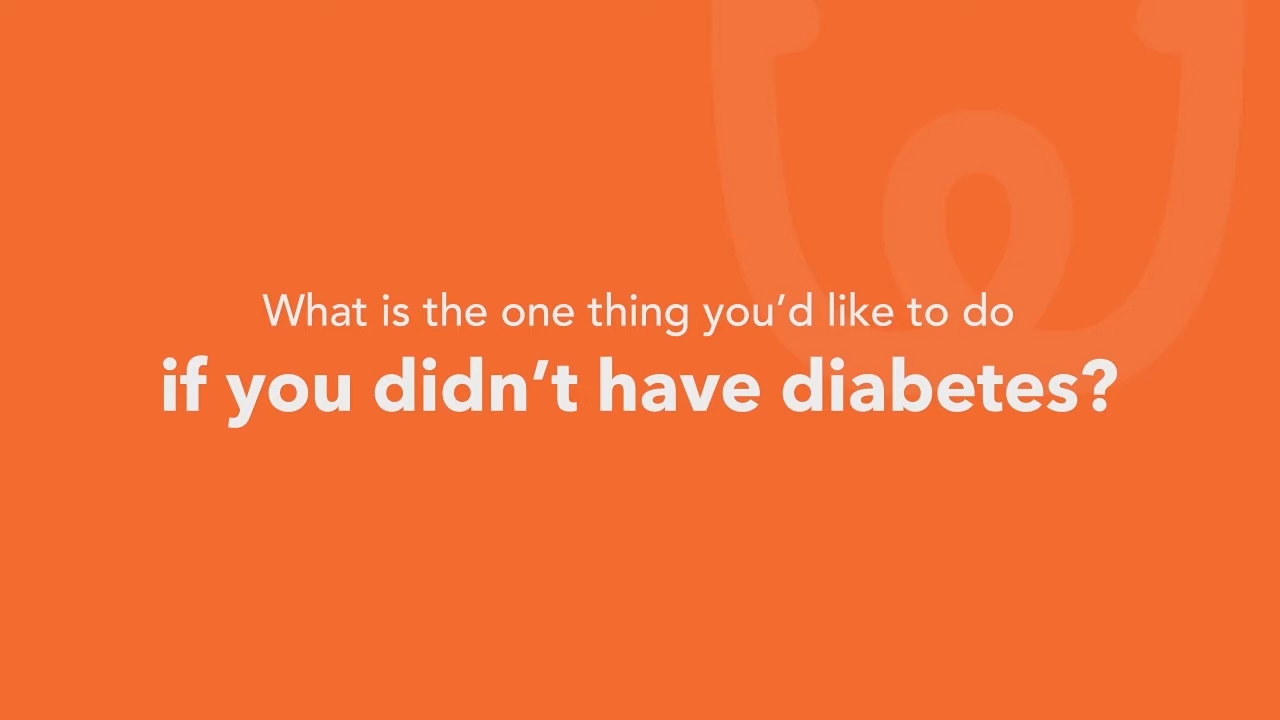 What is the one thing you’d like to do
if you didn’t have diabetes?